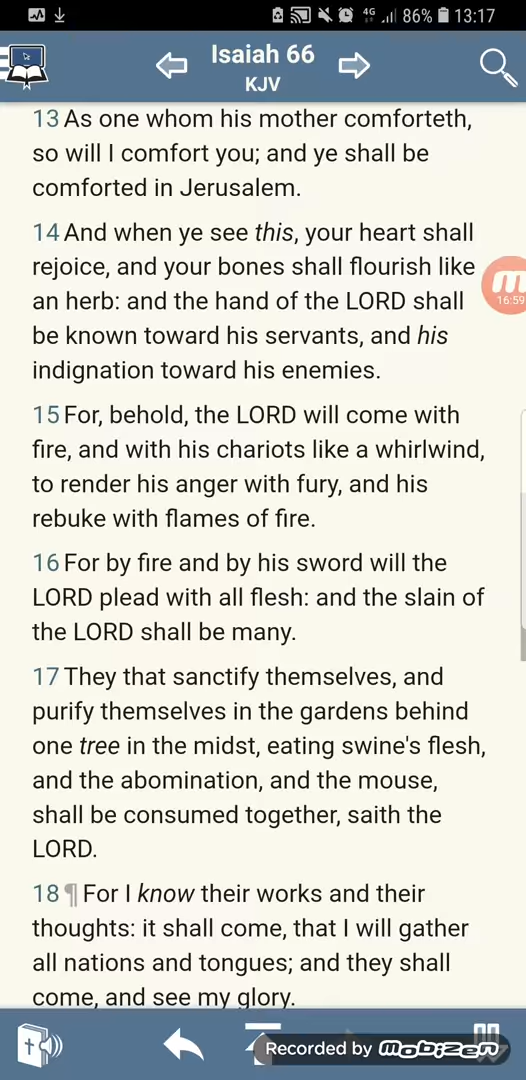 4G 86% 13:17
Isaiah 66
KJV
13 As one whom his mother comforteth,
so will I comfort you; and ye shall be
comforted in Jerusalem.
14 And when ye see this, your heart shall
rejoice, and your bones shall flourish like
an herb: and the hand of the LORD shall
be known toward his servants, and his
indignation toward his enemies.
15 For, behold, the LORD will come with
fire, and with his chariots like a whirlwind,
to render his anger with fury, and his
rebuke with flames of fire.
16 For by fire and by his sword will the
LORD plead with all flesh: and the slain of
the LORD shall be many.
17 They that sanctify themselves, and
purify themselves in the gardens behind
one tree in the midst, eating swine's flesh,
and the abomination, and the mouse,
shall be consumed together, saith the
LORD.
18 ¶ For I know their works and their
thoughts: it shall come, that I will gather
all nations and tongues; and they shall
come, and see my glory.
m
16:59
Recorded by mobizen